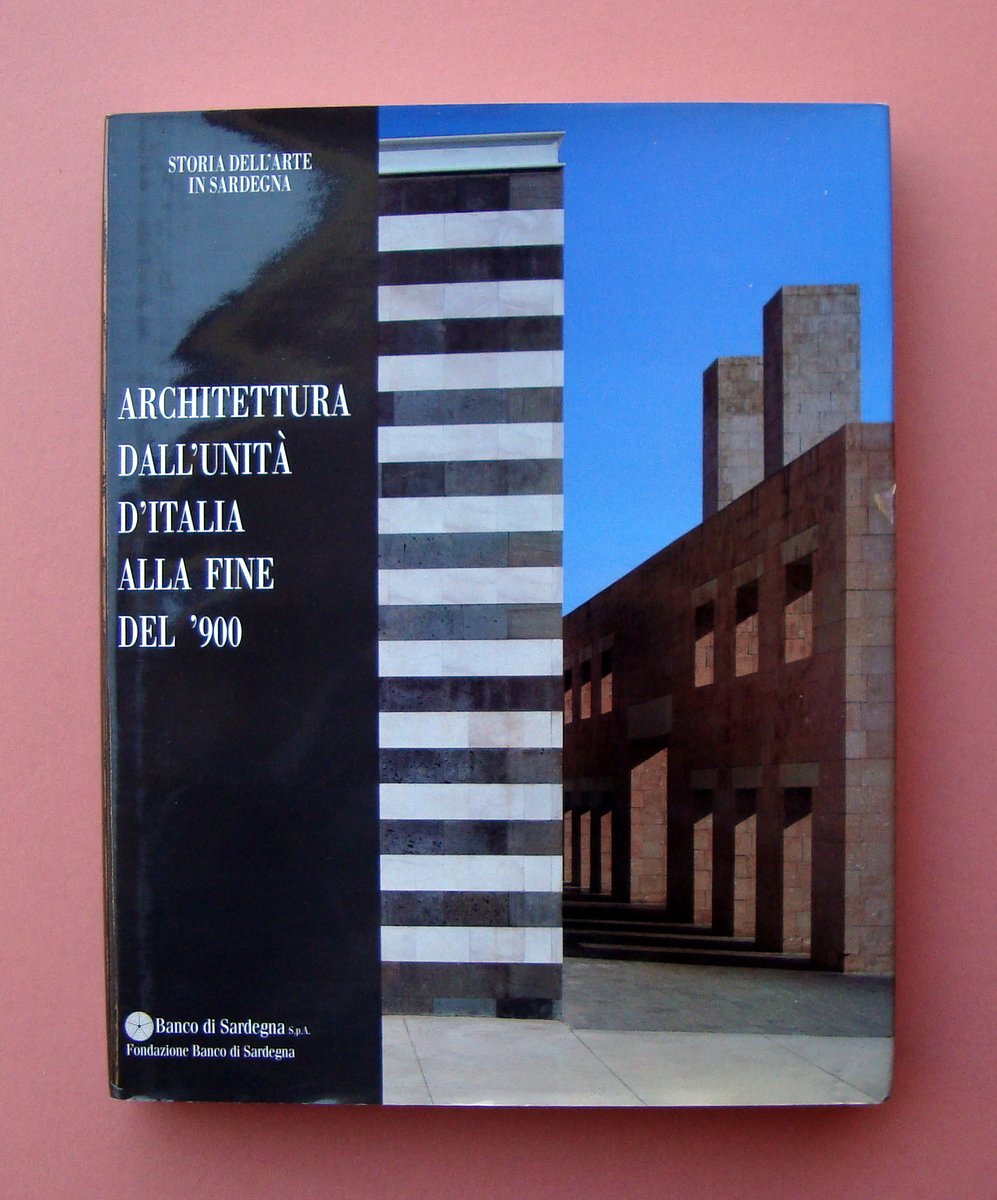 STORIA DELL'ARTE
IN SARDEGNA
ARCHITETTURA
DALL'UNITÀ
D'ITALIA
ALLA FINE
DEL '900
Banco di Sardegna S.p.A.
Fondazione Banco di Sardegna